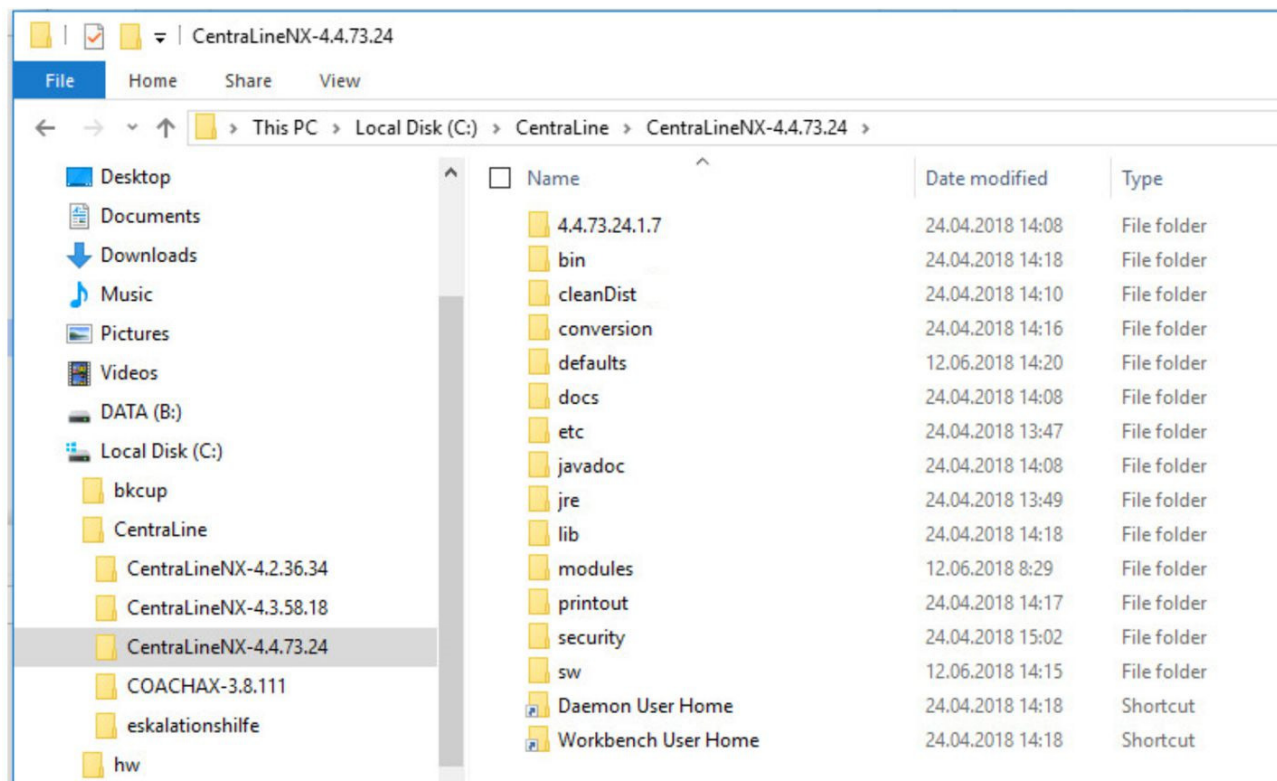 CentraLineNX-4.4.73.24
File Home Share View
This PC > Local Disk (C:) > CentraLine > CentraLineNX-4.4.73.24 >
Desktop
Documents
Downloads
Music
Pictures
Videos
DATA (B:)
Local Disk (C:)
bkcup
CentraLine
CentraLineNX-4.2.36.34
CentraLineNX-4.3.58.18
CentraLineNX-4.4.73.24
COACHAX-3.8.111
eskalationshilfe
hw
Name Date modified Type
4.4.73.24.1.7 24.04.2018 14:08 File folder
bin 24.04.2018 14:18 File folder
cleanDist 24.04.2018 14:10 File folder
conversion 24.04.2018 14:16 File folder
defaults 12.06.2018 14:20 File folder
docs 24.04.2018 14:08 File folder
etc 24.04.2018 13:47 File folder
javadoc 24.04.2018 14:08 File folder
jre 24.04.2018 13:49 File folder
lib 24.04.2018 14:18 File folder
modules 12.06.2018 8:29 File folder
printout 24.04.2018 14:17 File folder
security 24.04.2018 15:02 File folder
sw 12.06.2018 14:15 File folder
Daemon User Home 24.04.2018 14:18 Shortcut
Workbench User Home 24.04.2018 14:18 Shortcut